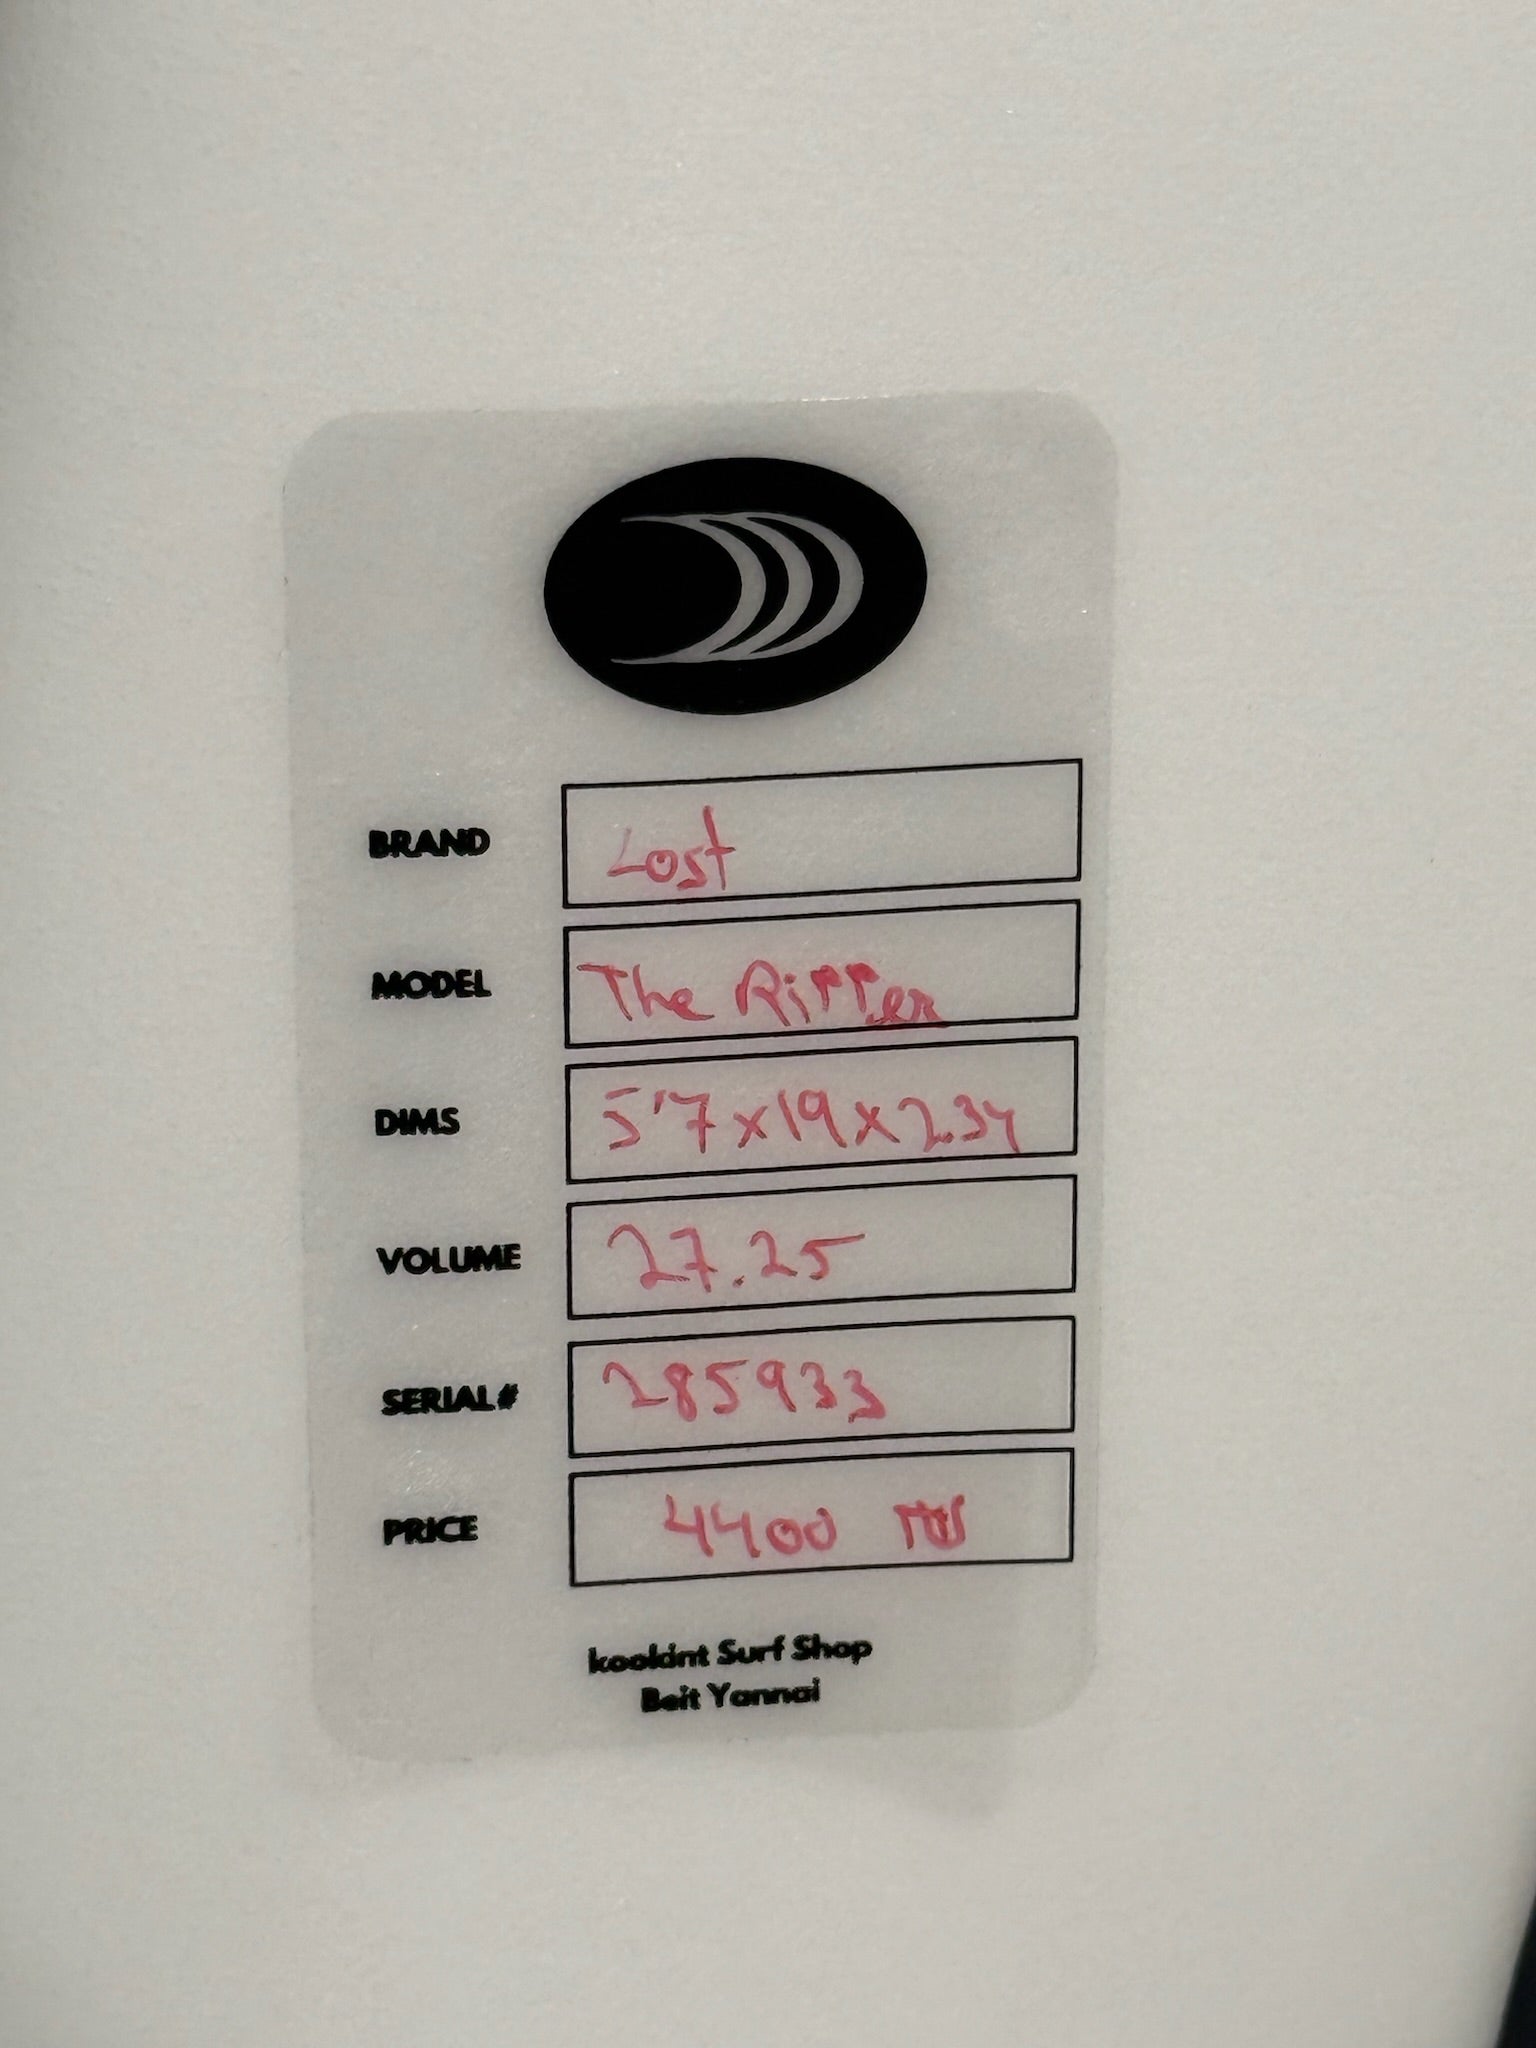 BRAND Lost
MODEL The Ripper
DIMS 5'7 x 19 x 2.34
VOLUME 27.25
SERIAL# 285933
PRICE 4400
kookint Surf Shop
Beit Yannai